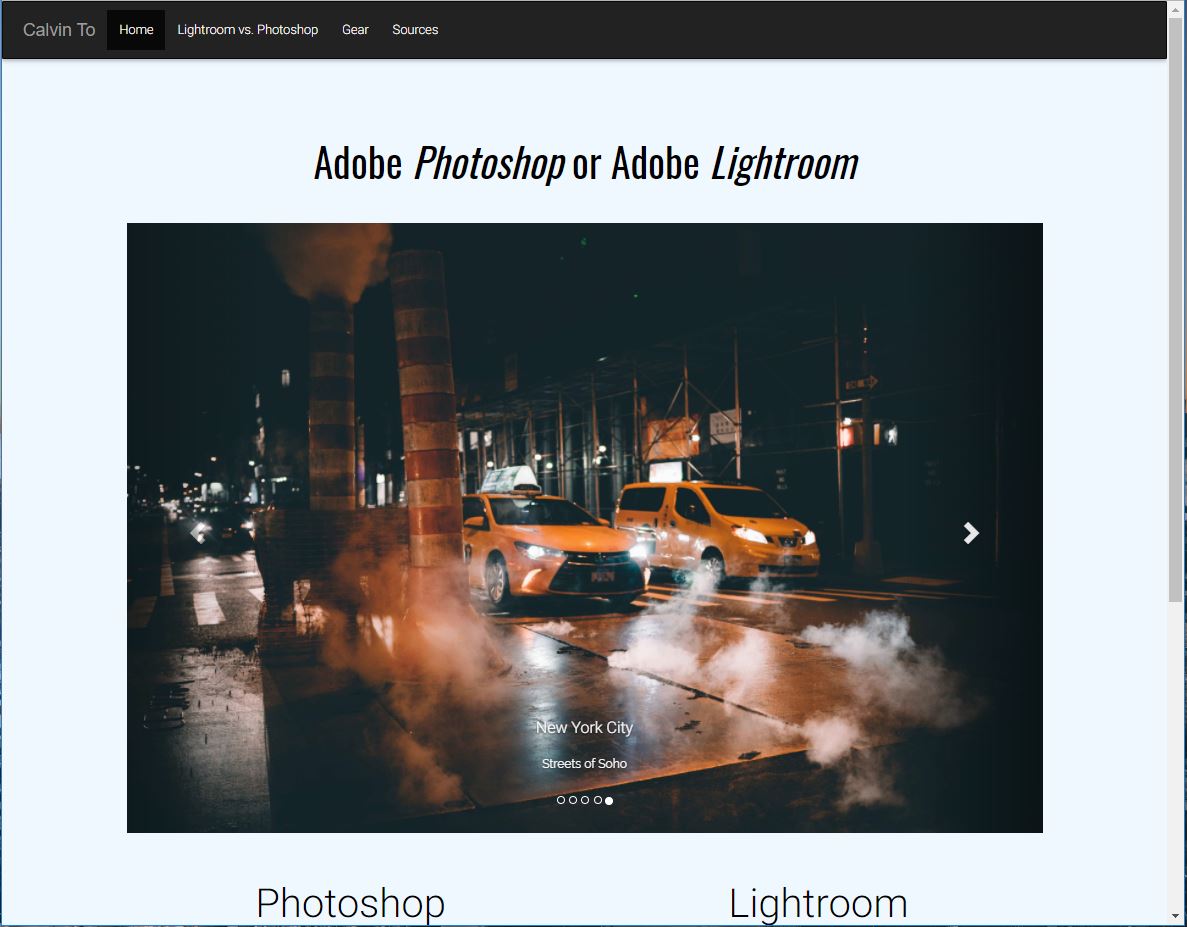 Calvin To Home Lightroom vs. Photoshop Gear Sources
Adobe Photoshop or Adobe Lightroom
New York City
Streets of Soho
Photoshop Lightroom